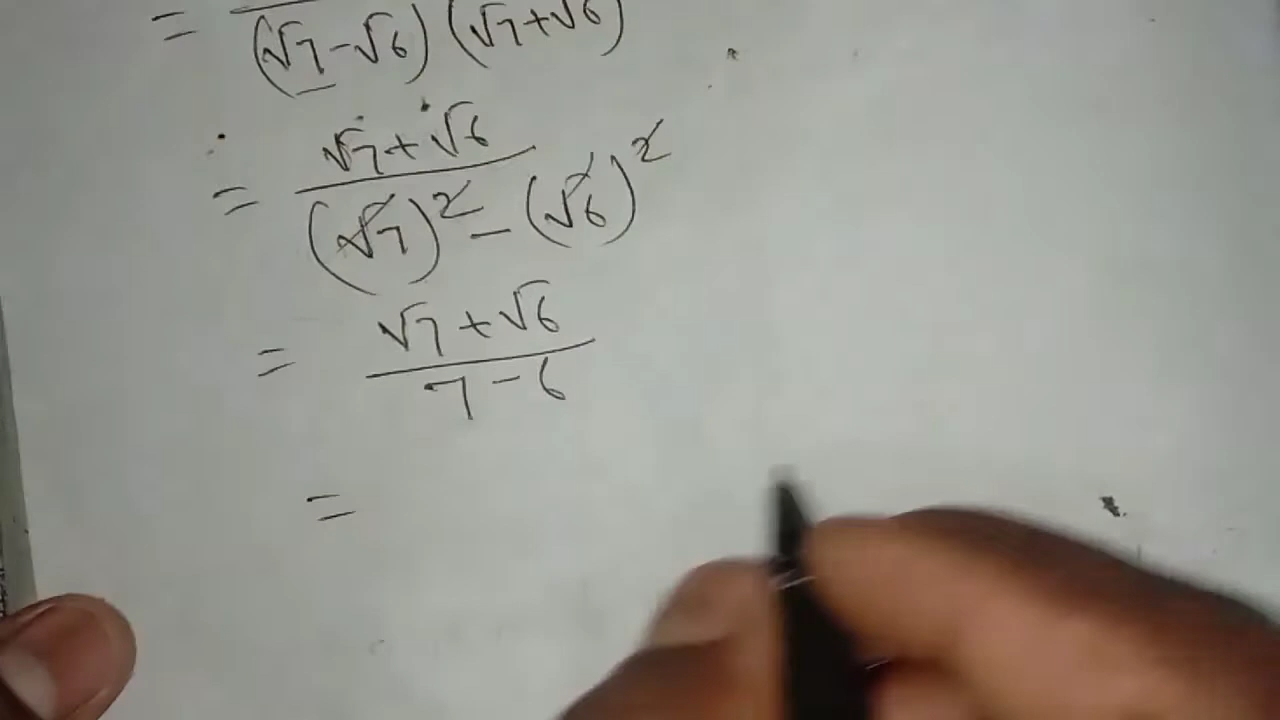 = (√7-√6) (√7+√6)
= √7+√6
(√7)² - (√6)²
= √7+√6
7-6
=